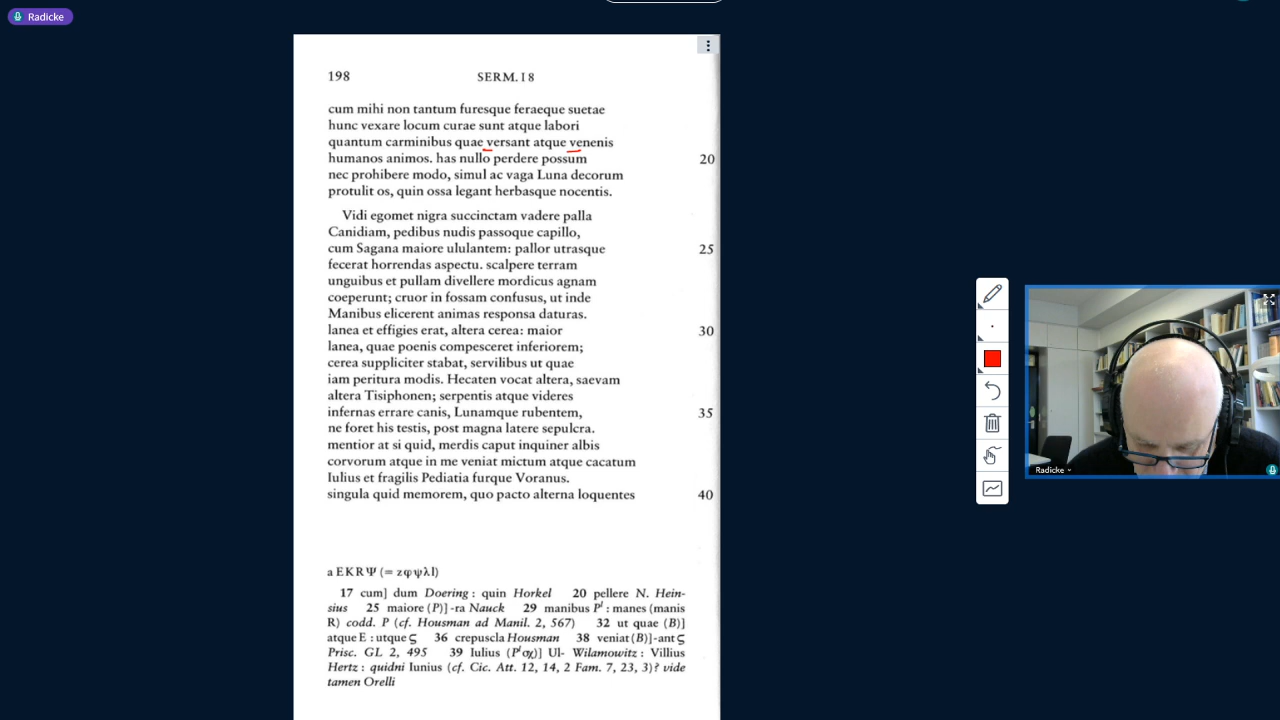 Radicke
198 SERM. I 8
cum mihi non tantum furesque feraeque suetae
hunc vexare locum curae sunt atque labori
quantum carminibus quae versant atque venenis
humanos animos. has nullo perdere possum 20
nec prohibere modo, simul ac vaga Luna decorum
protulit os, quin ossa legant herbasque nocentis.
Vidi egomet nigra succinctam vadere palla
Canidiam, pedibus nudis passoque capillo,
cum Sagana maiore ululantem: pallor utrasque 25
fecerat horrendas aspectu. scalpere terram
unguibus et pullam divellere mordicus agnam
coeperunt; cruor in fossam confusus, ut inde
Manibus elicerent animas responsa daturas.
lanea et effigies erat, altera cerea: maior 30
lanea, quae poenis compesceret inferiorem;
cerea suppliciter stabat, servilibus ut quae
iam peritura modis. Hecaten vocat altera, saevam
altera Tisiphonen; serpentis atque videres
infernas errare canis, Lunamque rubentem, 35
ne foret his testis, post magna latere sepulcra.
mentior at si quid, merdis caput inquiner albis
corvorum atque in me veniat mictum atque cacatum
Iulius et fragilis Pediatia furque Voranus.
singula quid memorem, quo pacto alterna loquentes 40
a EKRΨ (= zφψλl)
17 cum] dum Doering : quin Horkel 20 pellere N. Hein-
sius 25 maiore (P)] -ra Nauck 29 manibus P¹ : manes (manis
R) codd. P (cf. Housman ad Manil. 2, 567) 32 ut quae (B)]
atque E : utque ς 36 crepuscla Housman 38 veniat (B)] -ant ς
Prisc. GL 2, 495 39 Iulius (P¹σχ)] Ul- Wilamowitz : Villius
Hertz : quidni Iunius (cf. Cic. Att. 12, 14, 2 Fam. 7, 23, 3)? vide
tamen Orelli
Radicke